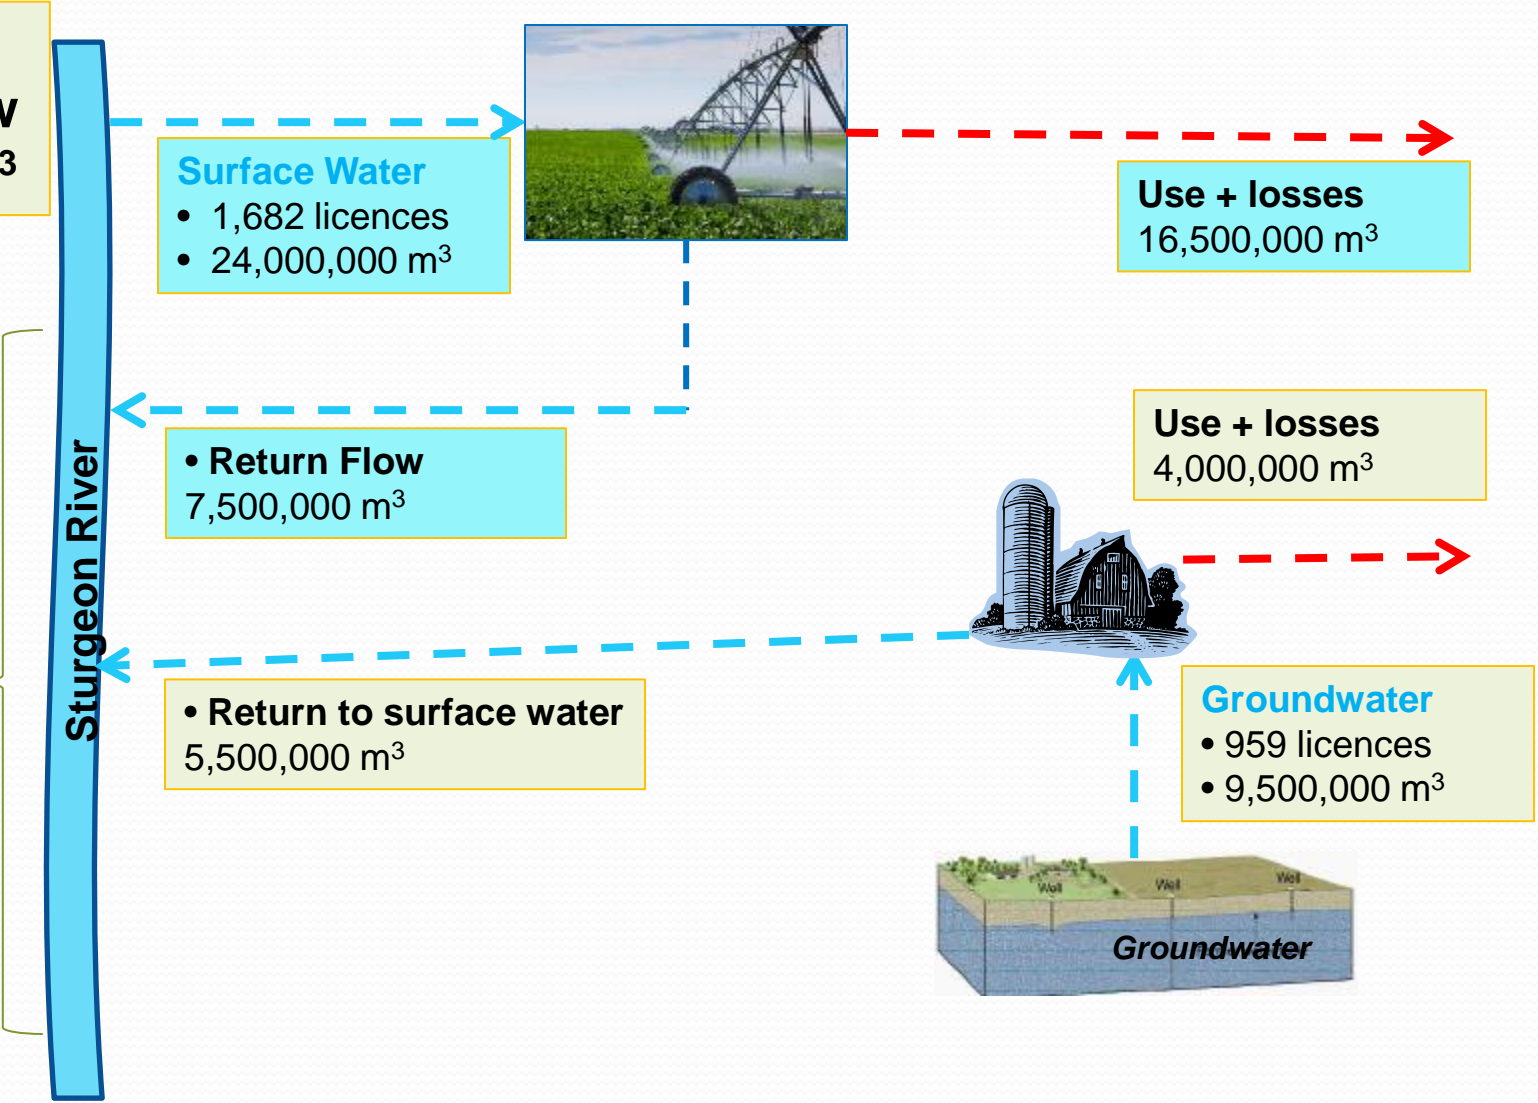 w
3
Surface Water
• 1,682 licences
• 24,000,000 m³
Use + losses
16,500,000 m³
• Return Flow
7,500,000 m³
Use + losses
4,000,000 m³
Sturgeon River
• Return to surface water
5,500,000 m³
Groundwater
• 959 licences
• 9,500,000 m³
Well
Well
Well
Groundwater